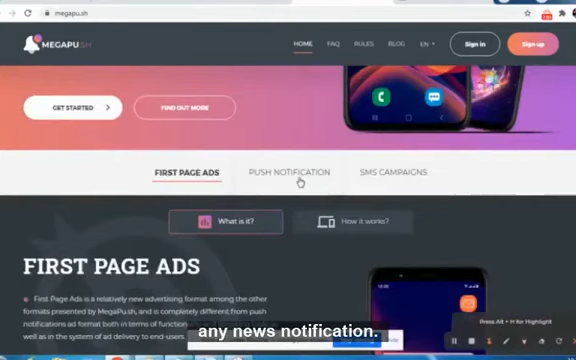 megapu.sh
MEGAPU.SH
HOME
FAQ
RULES
BLOG
EN
Sign in
Sign up
GET STARTED
FIND OUT MORE
FIRST PAGE ADS
PUSH NOTIFICATION
SMS CAMPAIGNS
What is it?
How it works?
FIRST PAGE ADS
First Page Ads is a relatively new advertising format among the other
formats presented by MegaPu.sh, and is completely different from push
notifications ad format both in terms of function
well as in the system of ad delivery to end-users.
Press Alt + H for Highlight
any news notification.